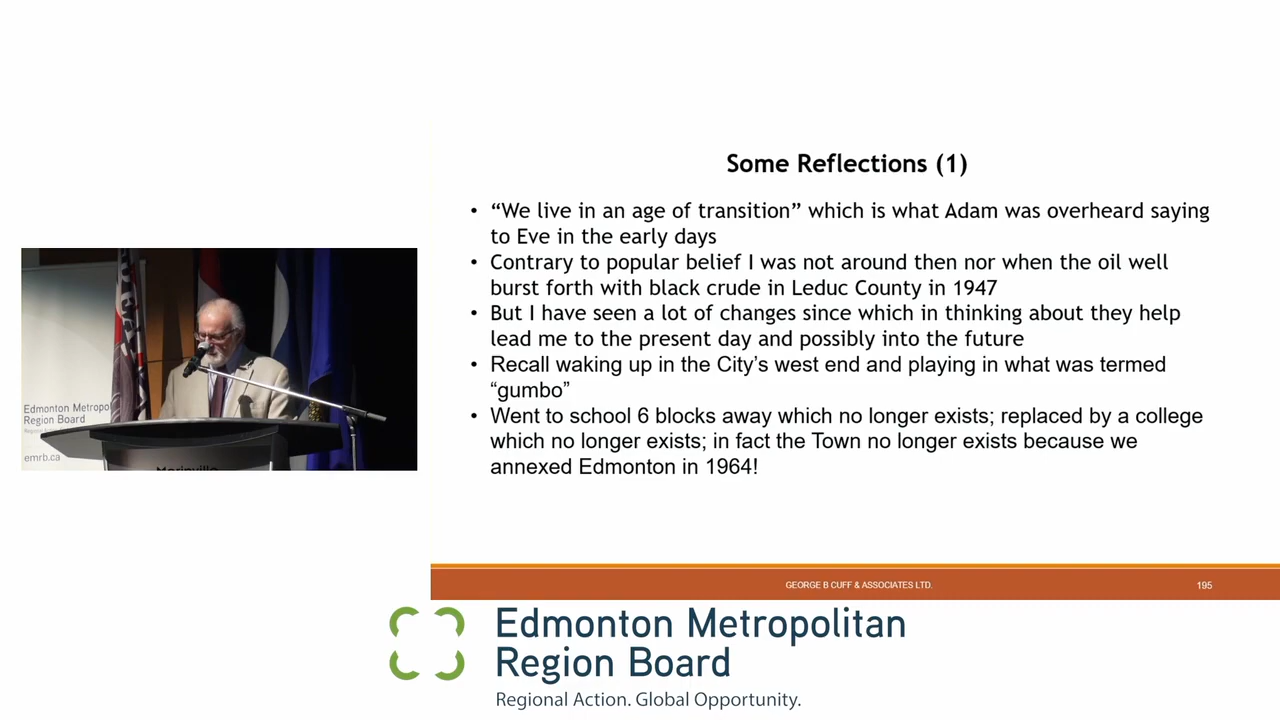 Some Reflections (1)
• “We live in an age of transition” which is what Adam was overheard saying
to Eve in the early days
• Contrary to popular belief I was not around then nor when the oil well
burst forth with black crude in Leduc County in 1947
• But I have seen a lot of changes since which in thinking about they help
lead me to the present day and possibly into the future
• Recall waking up in the City’s west end and playing in what was termed
“gumbo”
• Went to school 6 blocks away which no longer exists; replaced by a college
which no longer exists; in fact the Town no longer exists because we
annexed Edmonton in 1964!
Edmonton Metropol
Region Board
emrb.ca
Morinville
GEORGE B CUFF & ASSOCIATES LTD.
195
Edmonton Metropolitan
Region Board
Regional Action. Global Opportunity.